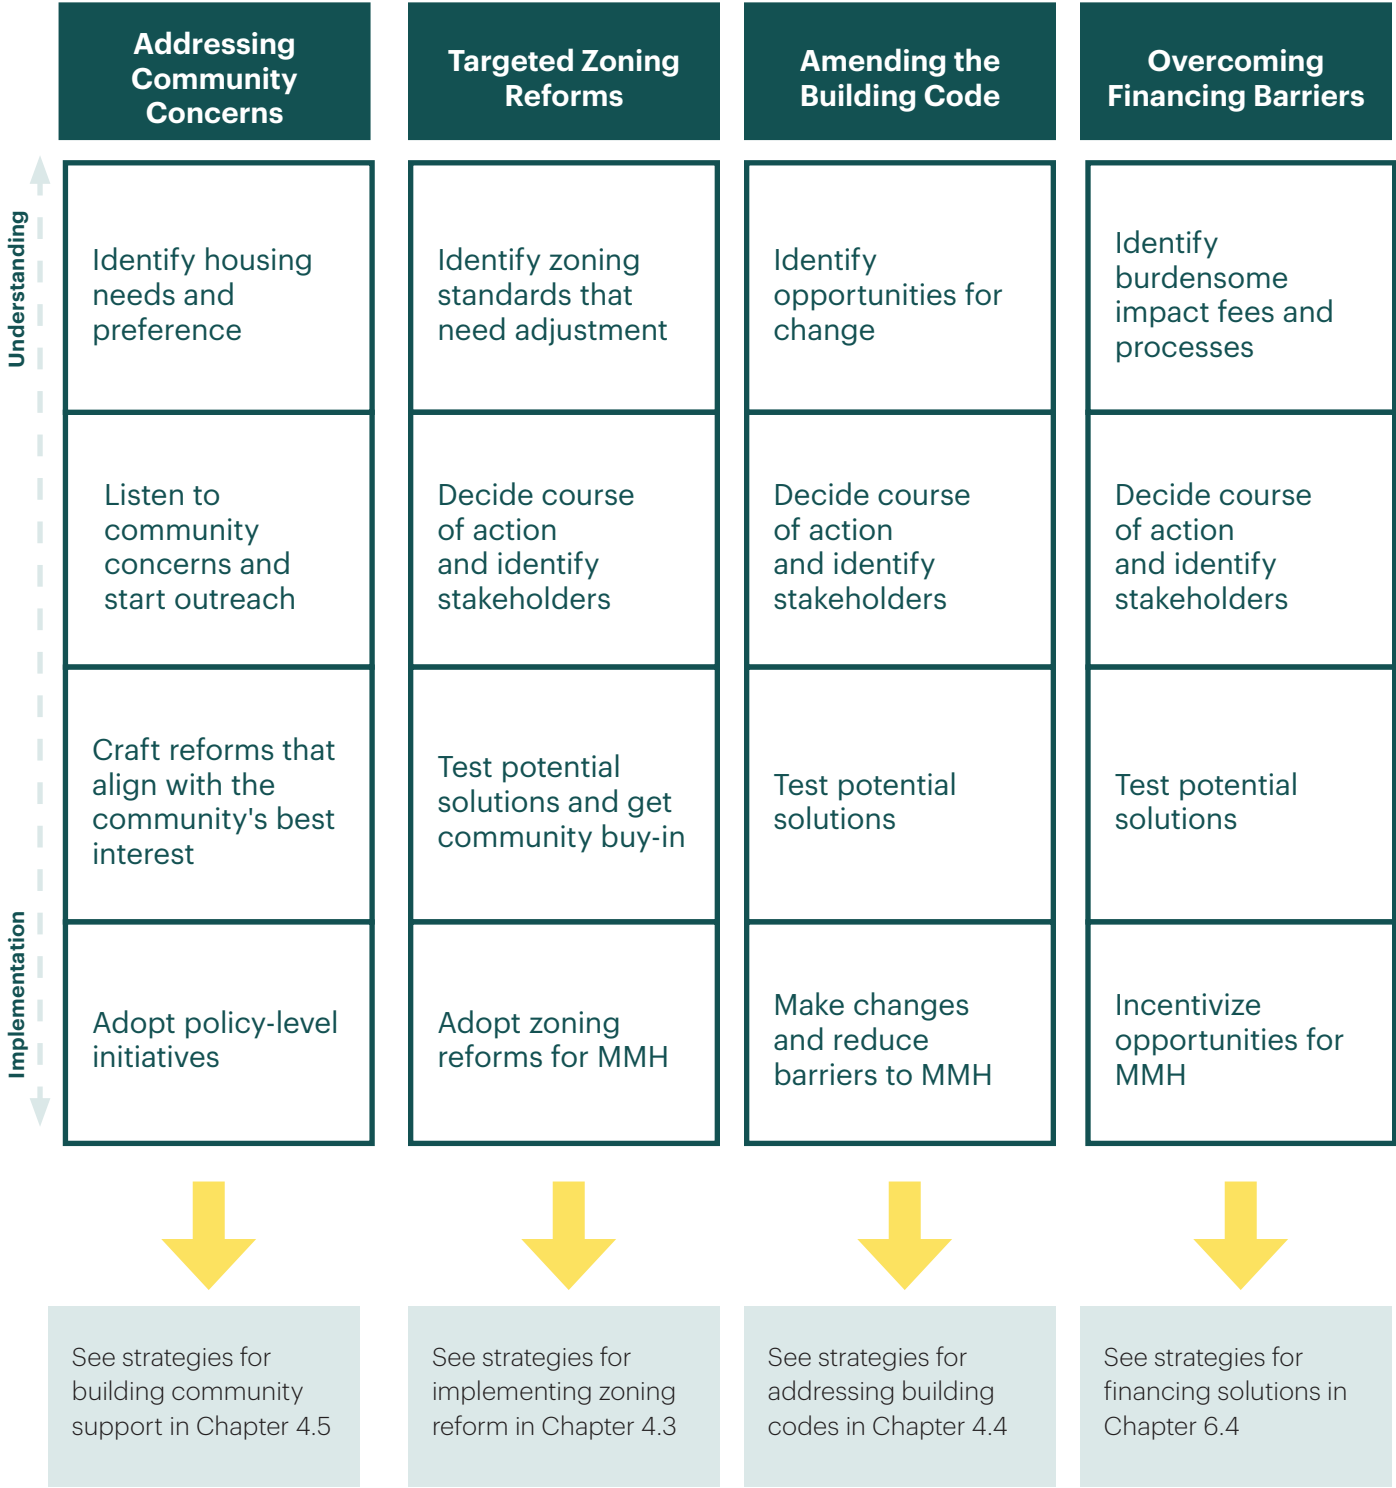 Addressing
Community
Concerns
Targeted Zoning
Reforms
Amending the
Building Code
Overcoming
Financing Barriers
Understanding
Implementation
Identify housing
needs and
preference
Identify zoning
standards that
need adjustment
Identify
opportunities for
change
Identify
burdensome
impact fees and
processes
Listen to
community
concerns and
start outreach
Decide course
of action
and identify
stakeholders
Decide course
of action
and identify
stakeholders
Decide course
of action
and identify
stakeholders
Craft reforms that
align with the
community's best
interest
Test potential
solutions and get
community buy-in
Test potential
solutions
Test potential
solutions
Adopt policy-level
initiatives
Adopt zoning
reforms for MMH
Make changes
and reduce
barriers to MMH
Incentivize
opportunities for
MMH
See strategies for
building community
support in Chapter 4.5
See strategies for
implementing zoning
reform in Chapter 4.3
See strategies for
addressing building
codes in Chapter 4.4
See strategies for
financing solutions in
Chapter 6.4